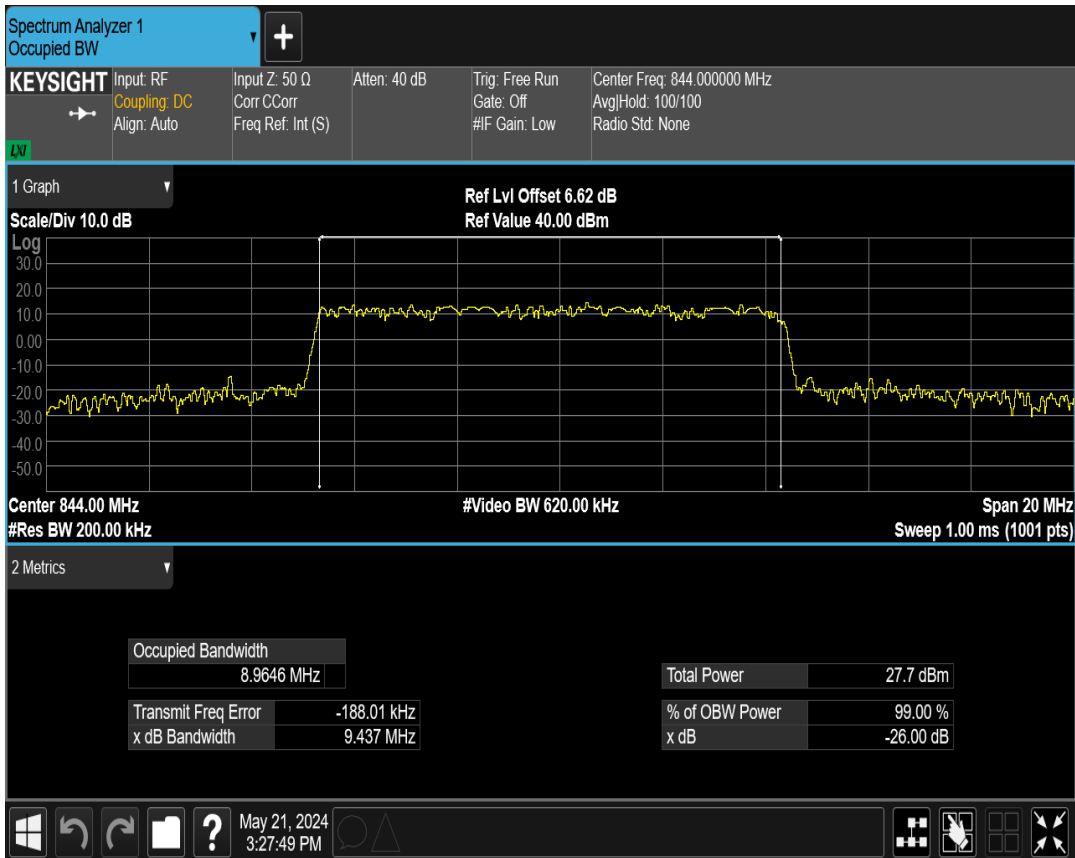 Spectrum Analyzer 1
Occupied BW
▼
+
KEYSIGHT
LXI
Input: RF
Coupling: DC
Align: Auto
Input Z: 50 Ω
Corr CCorr
Freq Ref: Int (S)
Atten: 40 dB
Trig: Free Run
Gate: Off
#IF Gain: Low
Center Freq: 844.000000 MHz
Avg|Hold: 100/100
Radio Std: None
1 Graph
Ref Lvl Offset 6.62 dB
Scale/Div 10.0 dB
Ref Value 40.00 dBm
Log
30.0
20.0
10.0
0.00
-10.0
-20.0
-30.0
-40.0
-50.0
Center 844.00 MHz
#Video BW 620.00 kHz
Span 20 MHz
#Res BW 200.00 kHz
Sweep 1.00 ms (1001 pts)
2 Metrics
Occupied Bandwidth
8.9646 MHz
Transmit Freq Error -188.01 kHz
x dB Bandwidth 9.437 MHz
Total Power 27.7 dBm
% of OBW Power 99.00 %
x dB -26.00 dB
?
May 21, 2024
3:27:49 PM